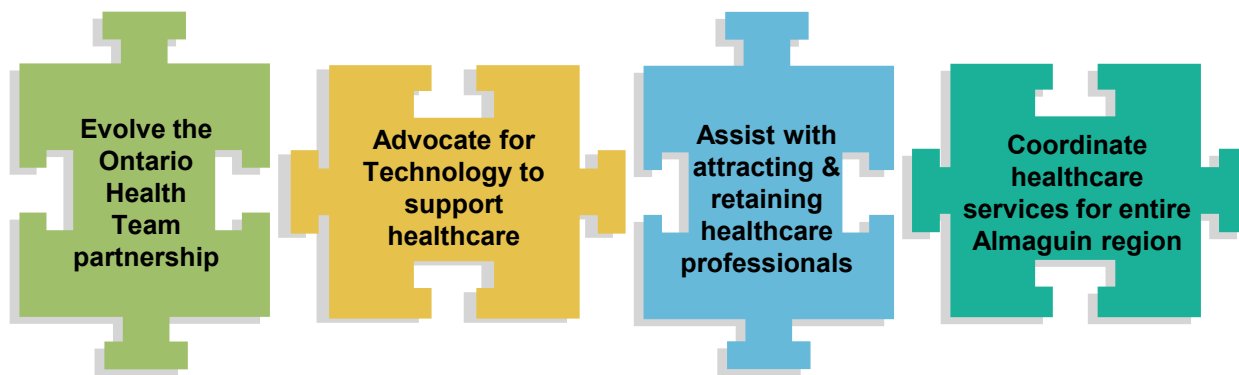 Evolve the
Ontario
Health
Team
partnership
Advocate for
Technology to
support
healthcare
Assist with
attracting &
retaining
healthcare
professionals
Coordinate
healthcare
services for entire
Almaguin region